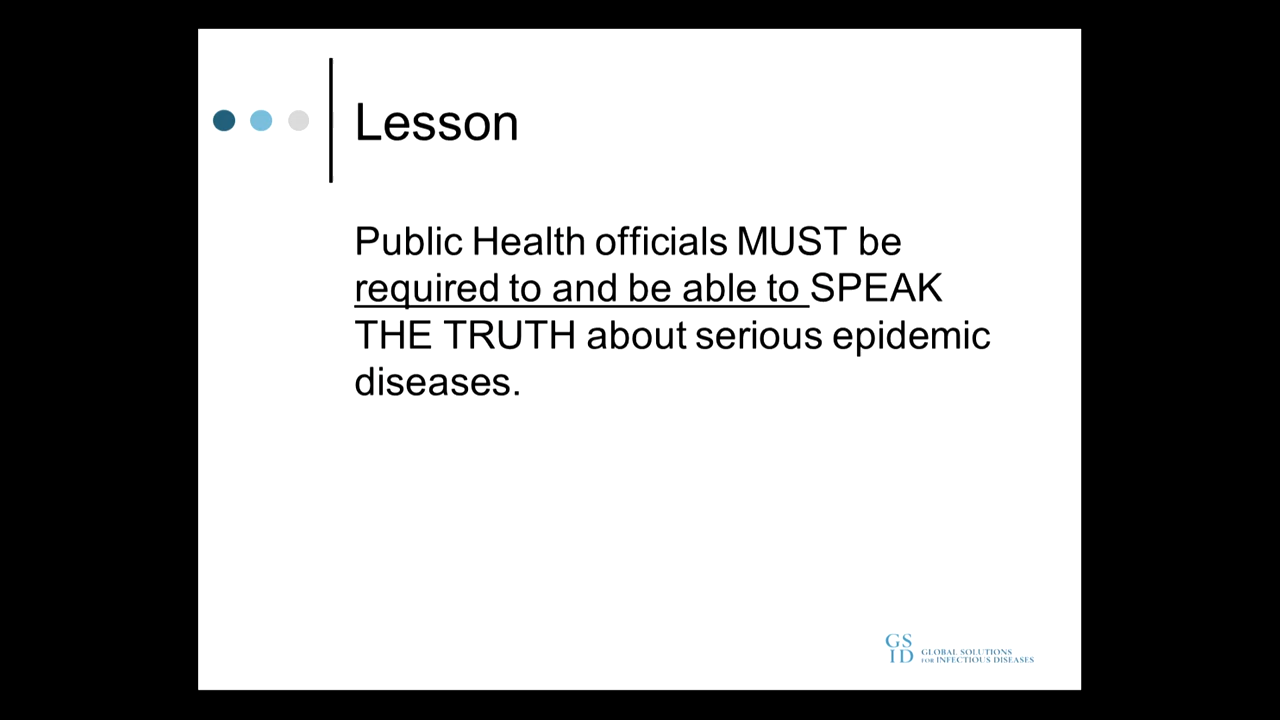 Lesson
Public Health officials MUST be
required to and be able to SPEAK
THE TRUTH about serious epidemic
diseases.
GS
ID
GLOBAL SOLUTIONS
FOR INFECTIOUS DISEASES